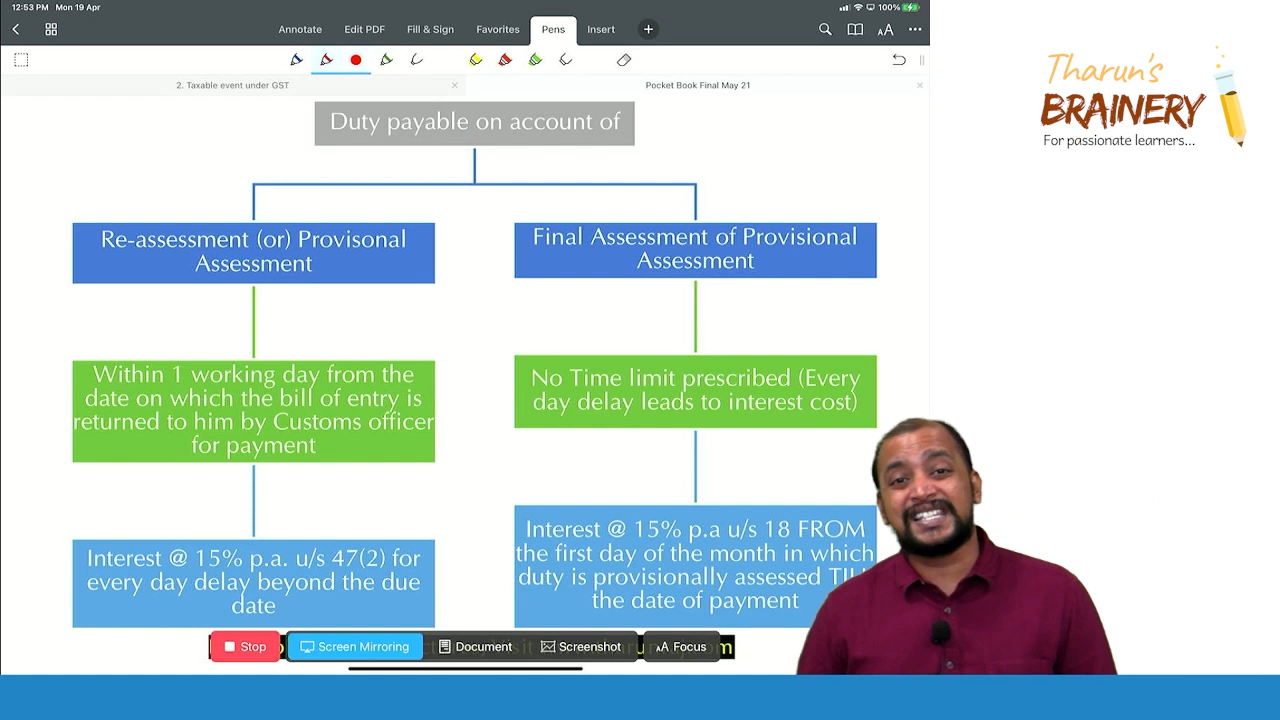 12:53 PM Mon 19 Apr
100%
Annotate Edit PDF Fill & Sign Favorites Pens Insert
AA
2. Taxable event under GST
Pocket Book Final May 21
Tharun's
BRAINERY
For passionate learners...
Duty payable on account of
Re-assessment (or) Provisonal
Assessment
Final Assessment of Provisional
Assessment
Within 1 working day from the
date on which the bill of entry is
returned to him by Customs officer
for payment
No Time limit prescribed (Every
day delay leads to interest cost)
Interest @ 15% p.a. u/s 47(2) for
every day delay beyond the due
date
Interest @ 15% p.a u/s 18 FROM
the first day of the month in which
duty is provisionally assessed TILL
the date of payment
Stop Screen Mirroring Document Screenshot AA Focus